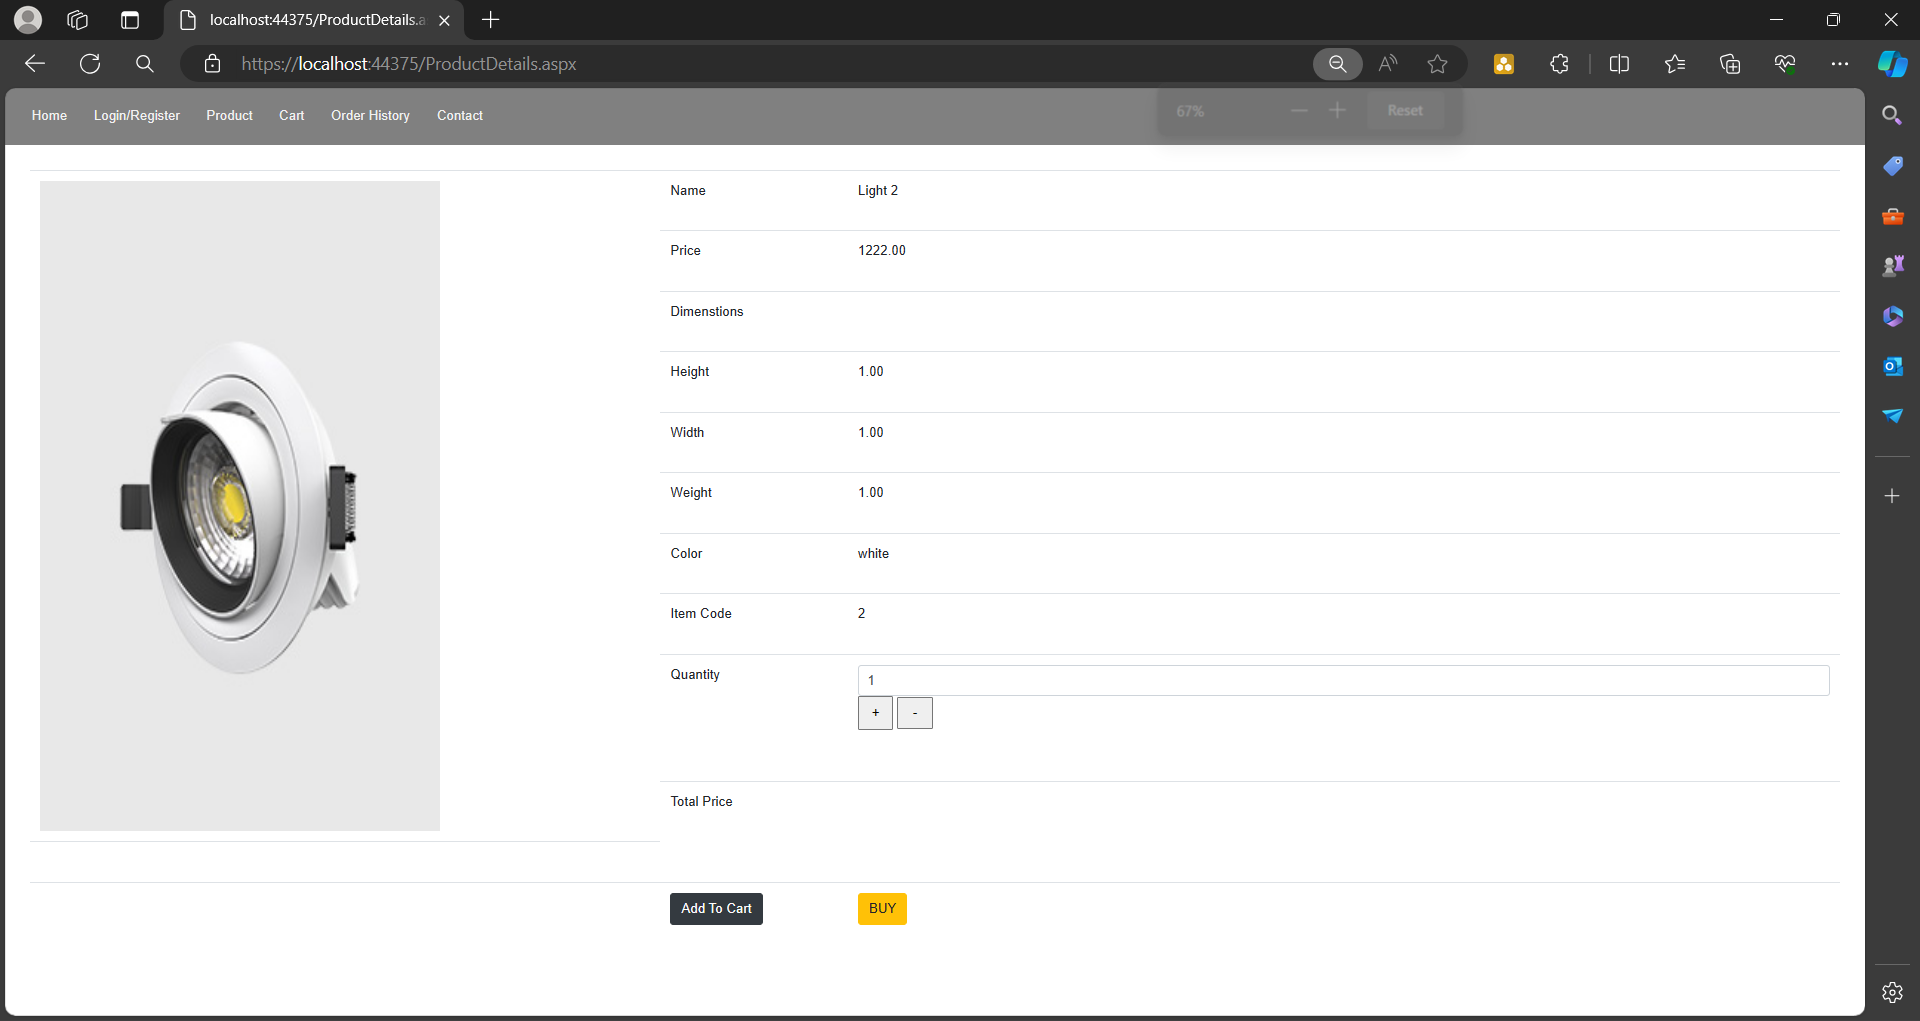 localhost:44375/ProductDetails.a
https://localhost:44375/ProductDetails.aspx
67% Reset
Home Login/Register Product Cart Order History Contact
Name Light 2
Price 1222.00
Dimenstions
Height 1.00
Width 1.00
Weight 1.00
Color white
Item Code 2
Quantity 1
+ -
Total Price
Add To Cart BUY